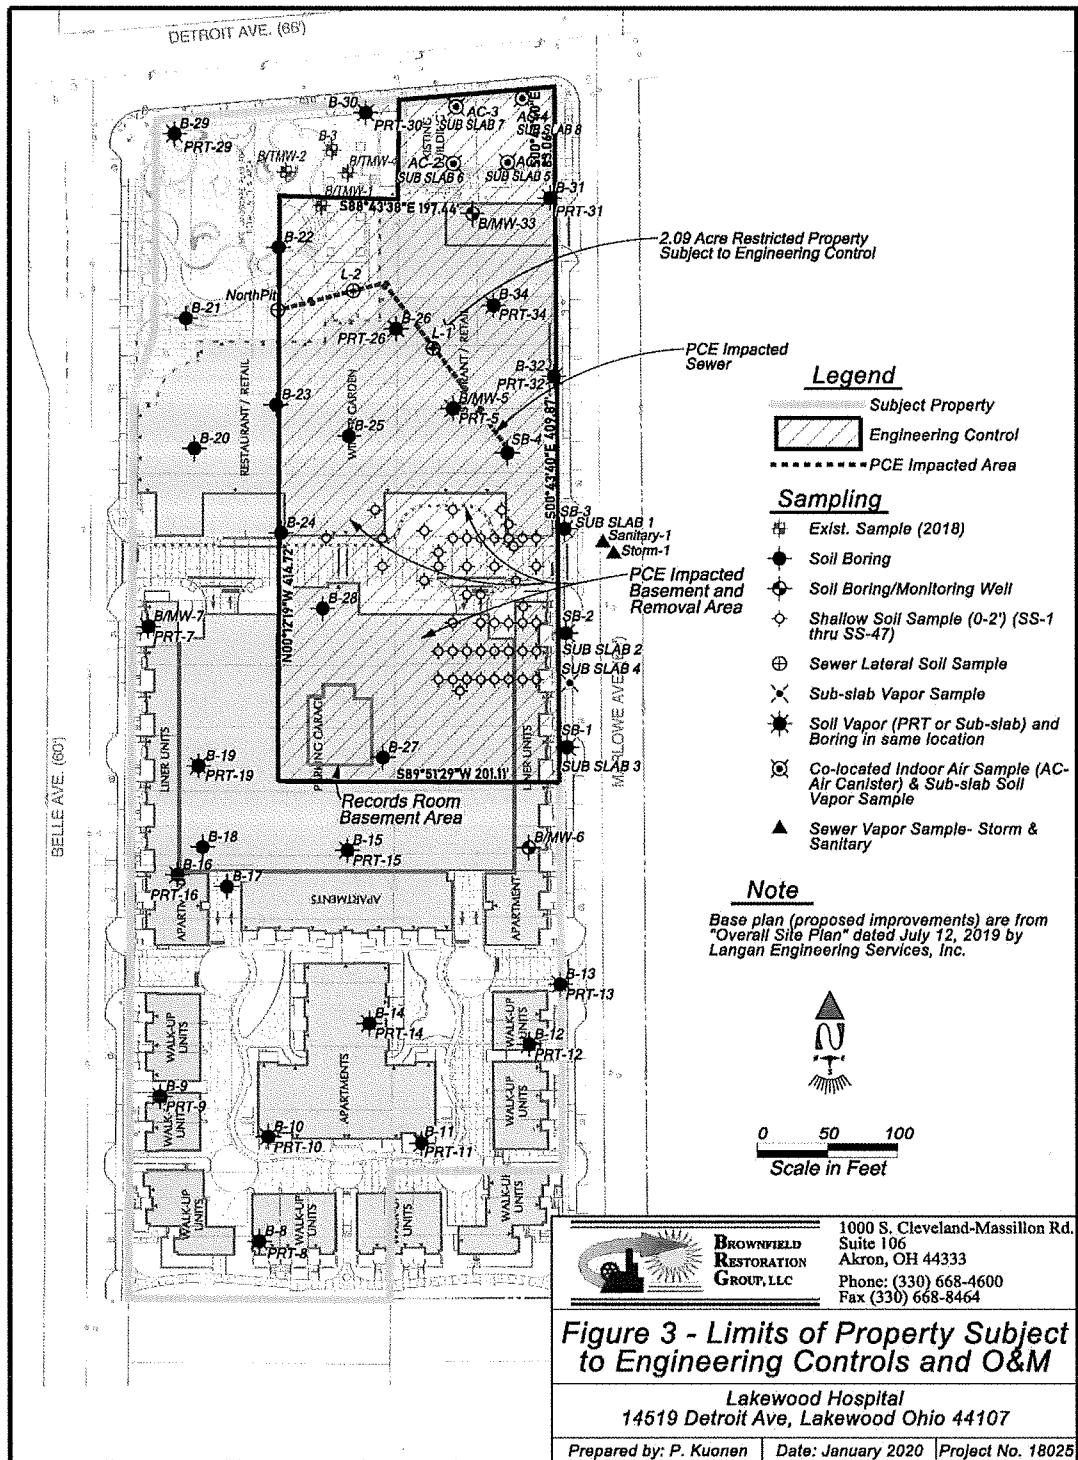 DETROIT AVE. (66')
B-30
PRT-30
B-29
PRT-29
B-3
B/TMW-2
B/TMW-4
B/TMW-1
AC-3
SUB SLAB 7
SUB SLAB 8
AC-2
SUB SLAB 6
SUB SLAB 5
B-31
PRT-31
S88°43'38"E 197.44'
B/MW-33
B-22
2.09 Acre Restricted Property
Subject to Engineering Control
L-2
NorthPit
B-21
B-26
PRT-26
B-34
PRT-34
L-1
PCE Impacted
Sewer
B-32
PRT-32
B-23
B/MW-5
PRT-5
B-25
B-20
SB-4
RESTAURANT / RETAIL
S00°43'40"E 409.87'
B-24
SB-3
SUB SLAB 1
Sanitary-1
Storm-1
PCE Impacted
Basement and
Removal Area
N00°12'19"W 414.72'
B-28
B/MW-7
PRT-7
SB-2
SUB SLAB 2
SUB SLAB 4
SB-1
SUB SLAB 3
LINER UNITS
PARKING GARAGE
LINER UNITS
B-19
PRT-19
B-27
S89°51'29"W 201.11'
Records Room
Basement Area
BELLE AVE. (60')
B-18
B-15
PRT-15
B/MW-6
B-16
PRT-16
B-17
APARTMENTS
APARTMENT
B-13
PRT-13
B-14
PRT-14
B-12
PRT-12
WALK-UP
UNITS
WALK-UP
UNITS
APARTMENTS
B-9
PRT-9
WALK-UP
UNITS
B-10
PRT-10
B-11
PRT-11
WALK-UP
UNITS
WALK-UP
UNITS
WALK-UP
UNITS
B-8
PRT-8
Legend
Subject Property
Engineering Control
PCE Impacted Area
Sampling
Exist. Sample (2018)
Soil Boring
Soil Boring/Monitoring Well
Shallow Soil Sample (0-2') (SS-1
thru SS-47)
Sewer Lateral Soil Sample
Sub-slab Vapor Sample
Soil Vapor (PRT or Sub-slab) and
Boring in same location
Co-located Indoor Air Sample (AC-
Air Canister) & Sub-slab Soil
Vapor Sample
Sewer Vapor Sample- Storm &
Sanitary
Note
Base plan (proposed improvements) are from
"Overall Site Plan" dated July 12, 2019 by
Langan Engineering Services, Inc.
0 50 100
Scale in Feet
BROWNFIELD
RESTORATION
GROUP, LLC
1000 S. Cleveland-Massillon Rd.
Suite 106
Akron, OH 44333
Phone: (330) 668-4600
Fax (330) 668-8464
Figure 3 - Limits of Property Subject
to Engineering Controls and O&M
Lakewood Hospital
14519 Detroit Ave, Lakewood Ohio 44107
Prepared by: P. Kuonen
Date: January 2020
Project No. 18025